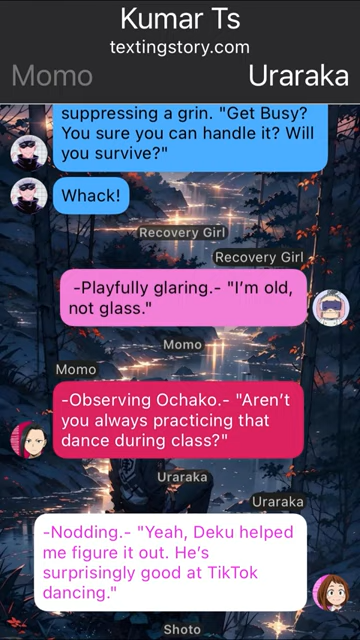 Kumar Ts
textingstory.com
Momo
Uraraka
suppressing a grin. "Get Busy?
You sure you can handle it? Will
you survive?"
Whack!
Recovery Girl
Recovery Girl
-Playfully glaring.- "I'm old,
not glass."
Momo
Momo
-Observing Ochako.- "Aren't
you always practicing that
dance during class?"
Uraraka
Uraraka
-Nodding.- "Yeah, Deku helped
me figure it out. He's
surprisingly good at TikTok
dancing."
Shoto